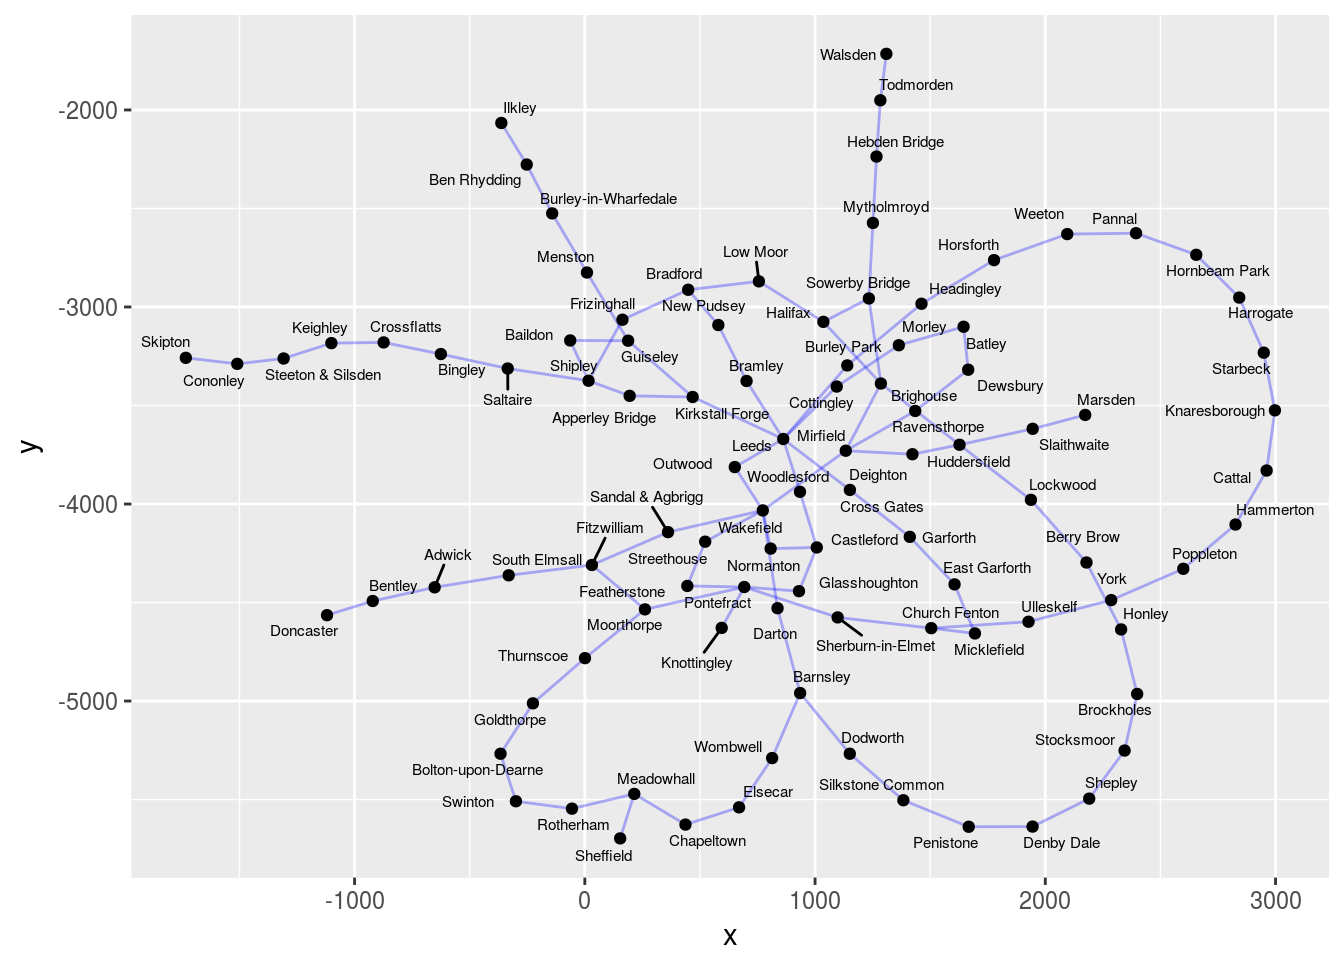 Walsden
Todmorden
-2000
Ilkley
Hebden Bridge
Ben Rhydding
Burley-in-Wharfedale
Mytholmroyd
Weeton
Pannal
Horsforth
Low Moor
Menston
Hornbeam Park
Bradford
Sowerby Bridge
Headingley
-3000
Frizinghall
New Pudsey
Halifax
Harrogate
Keighley
Crossflatts
Baildon
Morley
Skipton
Burley Park
Batley
Guiseley
Shipley
Bramley
Starbeck
Cononley
Steeton & Silsden
Bingley
Dewsbury
Saltaire
Cottingley
Brighouse
Marsden
Knaresborough
Apperley Bridge
Kirkstall Forge
Ravensthorpe
Mirfield
Leeds
Slaithwaite
y
Outwood
Huddersfield
Woodlesford
Deighton
Cattal
Lockwood
Sandal & Agbrigg
-4000
Cross Gates
Hammerton
Fitzwilliam
Wakefield
Castleford
Garforth
Berry Brow
Adwick
South Elmsall
Streethouse
Poppleton
Normanton
East Garforth
Bentley
Glasshoughton
York
Featherstone
Pontefract
Church Fenton
Ulleskelf
Honley
Doncaster
Moorthorpe
Darton
Sherburn-in-Elmet
Micklefield
Thurnscoe
Knottingley
Barnsley
-5000
Goldthorpe
Brockholes
Wombwell
Dodworth
Stocksmoor
Bolton-upon-Dearne
Meadowhall
Silkstone Common
Shepley
Elsecar
Swinton
Rotherham
Chapeltown
Penistone
Denby Dale
Sheffield
-1000
0
1000
2000
3000
x